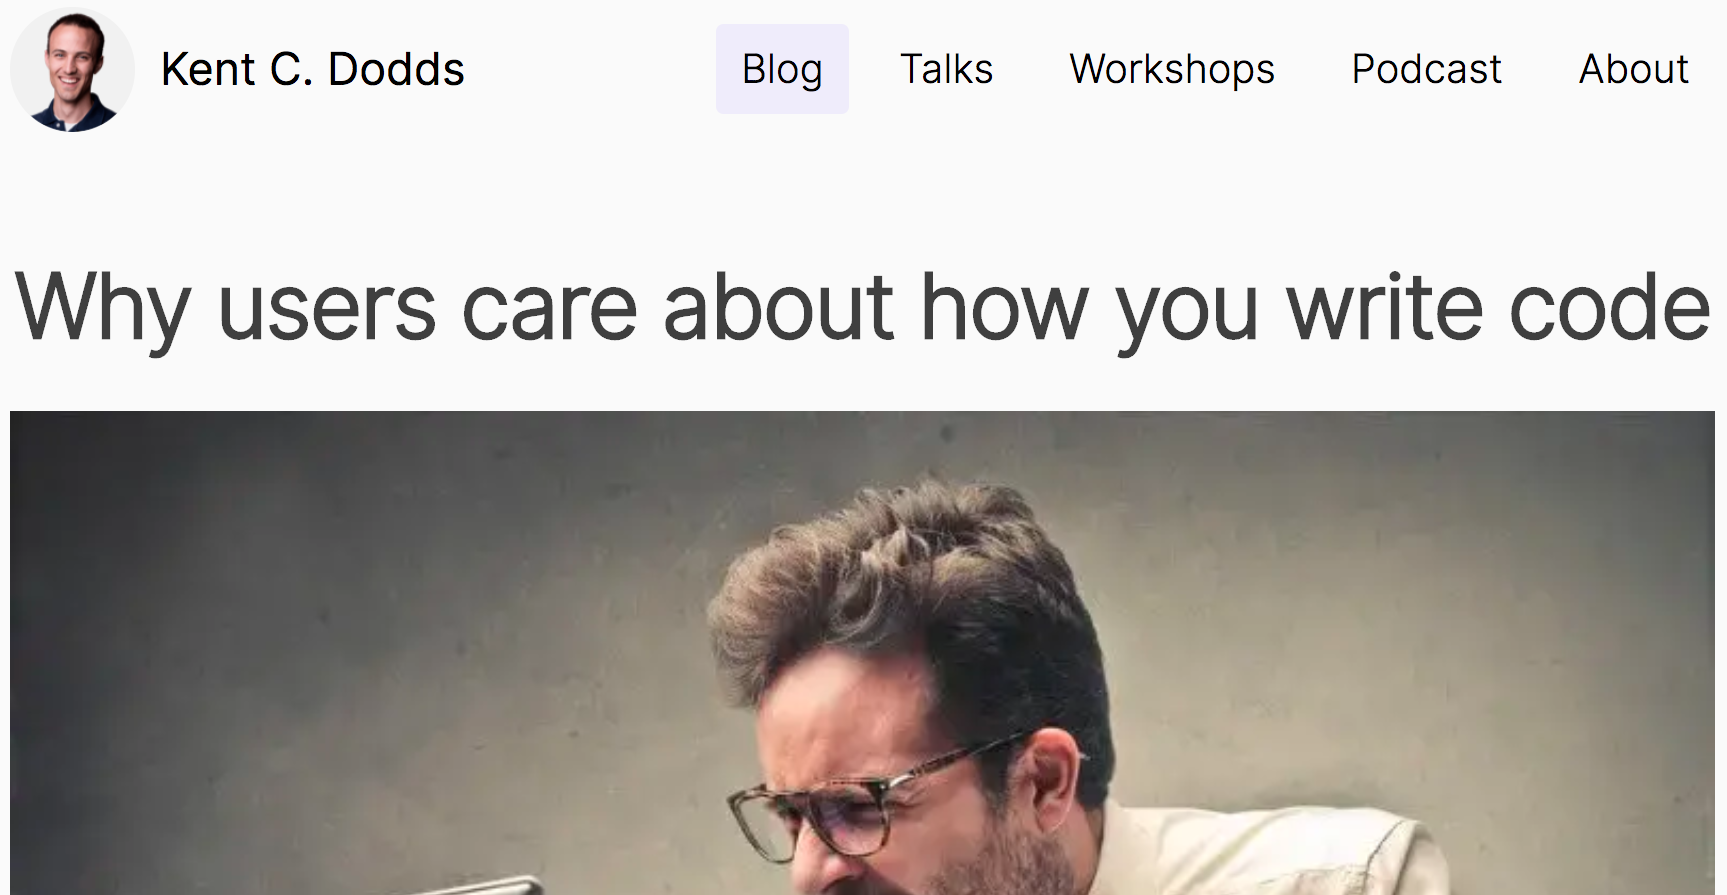 Kent C. Dodds
Blog Talks Workshops Podcast About
Why users care about how you write code